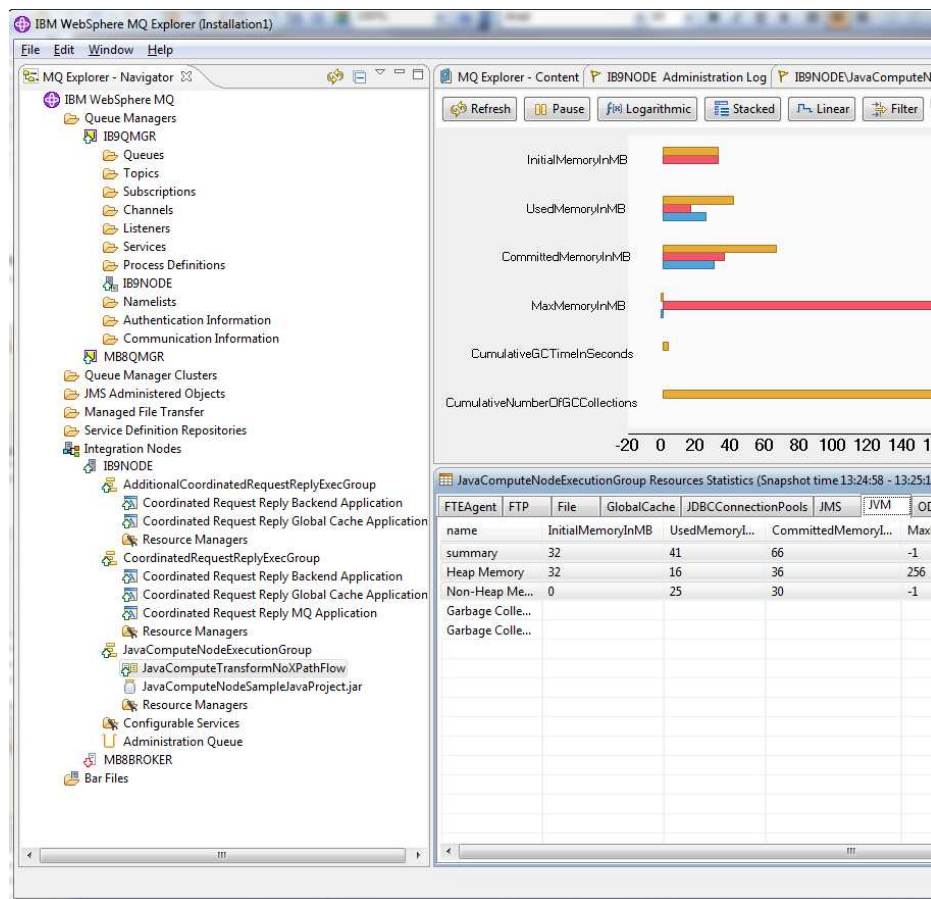 IBM WebSphere MQ Explorer (Installation1)
File Edit Window Help
MQ Explorer - Navigator
IBM WebSphere MQ
Queue Managers
IB9QMGR
Queues
Topics
Subscriptions
Channels
Listeners
Services
Process Definitions
IB9NODE
Namelists
Authentication Information
Communication Information
MB8QMGR
Queue Manager Clusters
JMS Administered Objects
Managed File Transfer
Service Definition Repositories
Integration Nodes
IB9NODE
AdditionalCoordinatedRequestReplyExecGroup
Coordinated Request Reply Backend Application
Coordinated Request Reply Global Cache Application
Resource Managers
CoordinatedRequestReplyExecGroup
Coordinated Request Reply Backend Application
Coordinated Request Reply Global Cache Application
Coordinated Request Reply MQ Application
Resource Managers
JavaComputeNodeExecutionGroup
JavaComputeTransformNoXPathFlow
JavaComputeNodeSampleJavaProject.jar
Resource Managers
Configurable Services
Administration Queue
MB8BROKER
Bar Files
MQ Explorer - Content IB9NODE Administration Log IB9NODE\JavaComputeN
Refresh Pause f(x) Logarithmic Stacked Linear Filter
InitialMemoryInMB
UsedMemoryInMB
CommittedMemoryInMB
MaxMemoryInMB
CumulativeGCTimeInSeconds
CumulativeNumberOfGCCollections
-20 0 20 40 60 80 100 120 140 1
JavaComputeNodeExecutionGroup Resources Statistics (Snapshot time 13:24:58 - 13:25:1
FTEAgent FTP File GlobalCache JDBCConnectionPools JMS JVM OD
name InitialMemoryInMB UsedMemoryI... CommittedMemoryI... Max
summary 32 41 66 -1
Heap Memory 32 16 36 256
Non-Heap Me... 0 25 30 -1
Garbage Colle...
Garbage Colle...